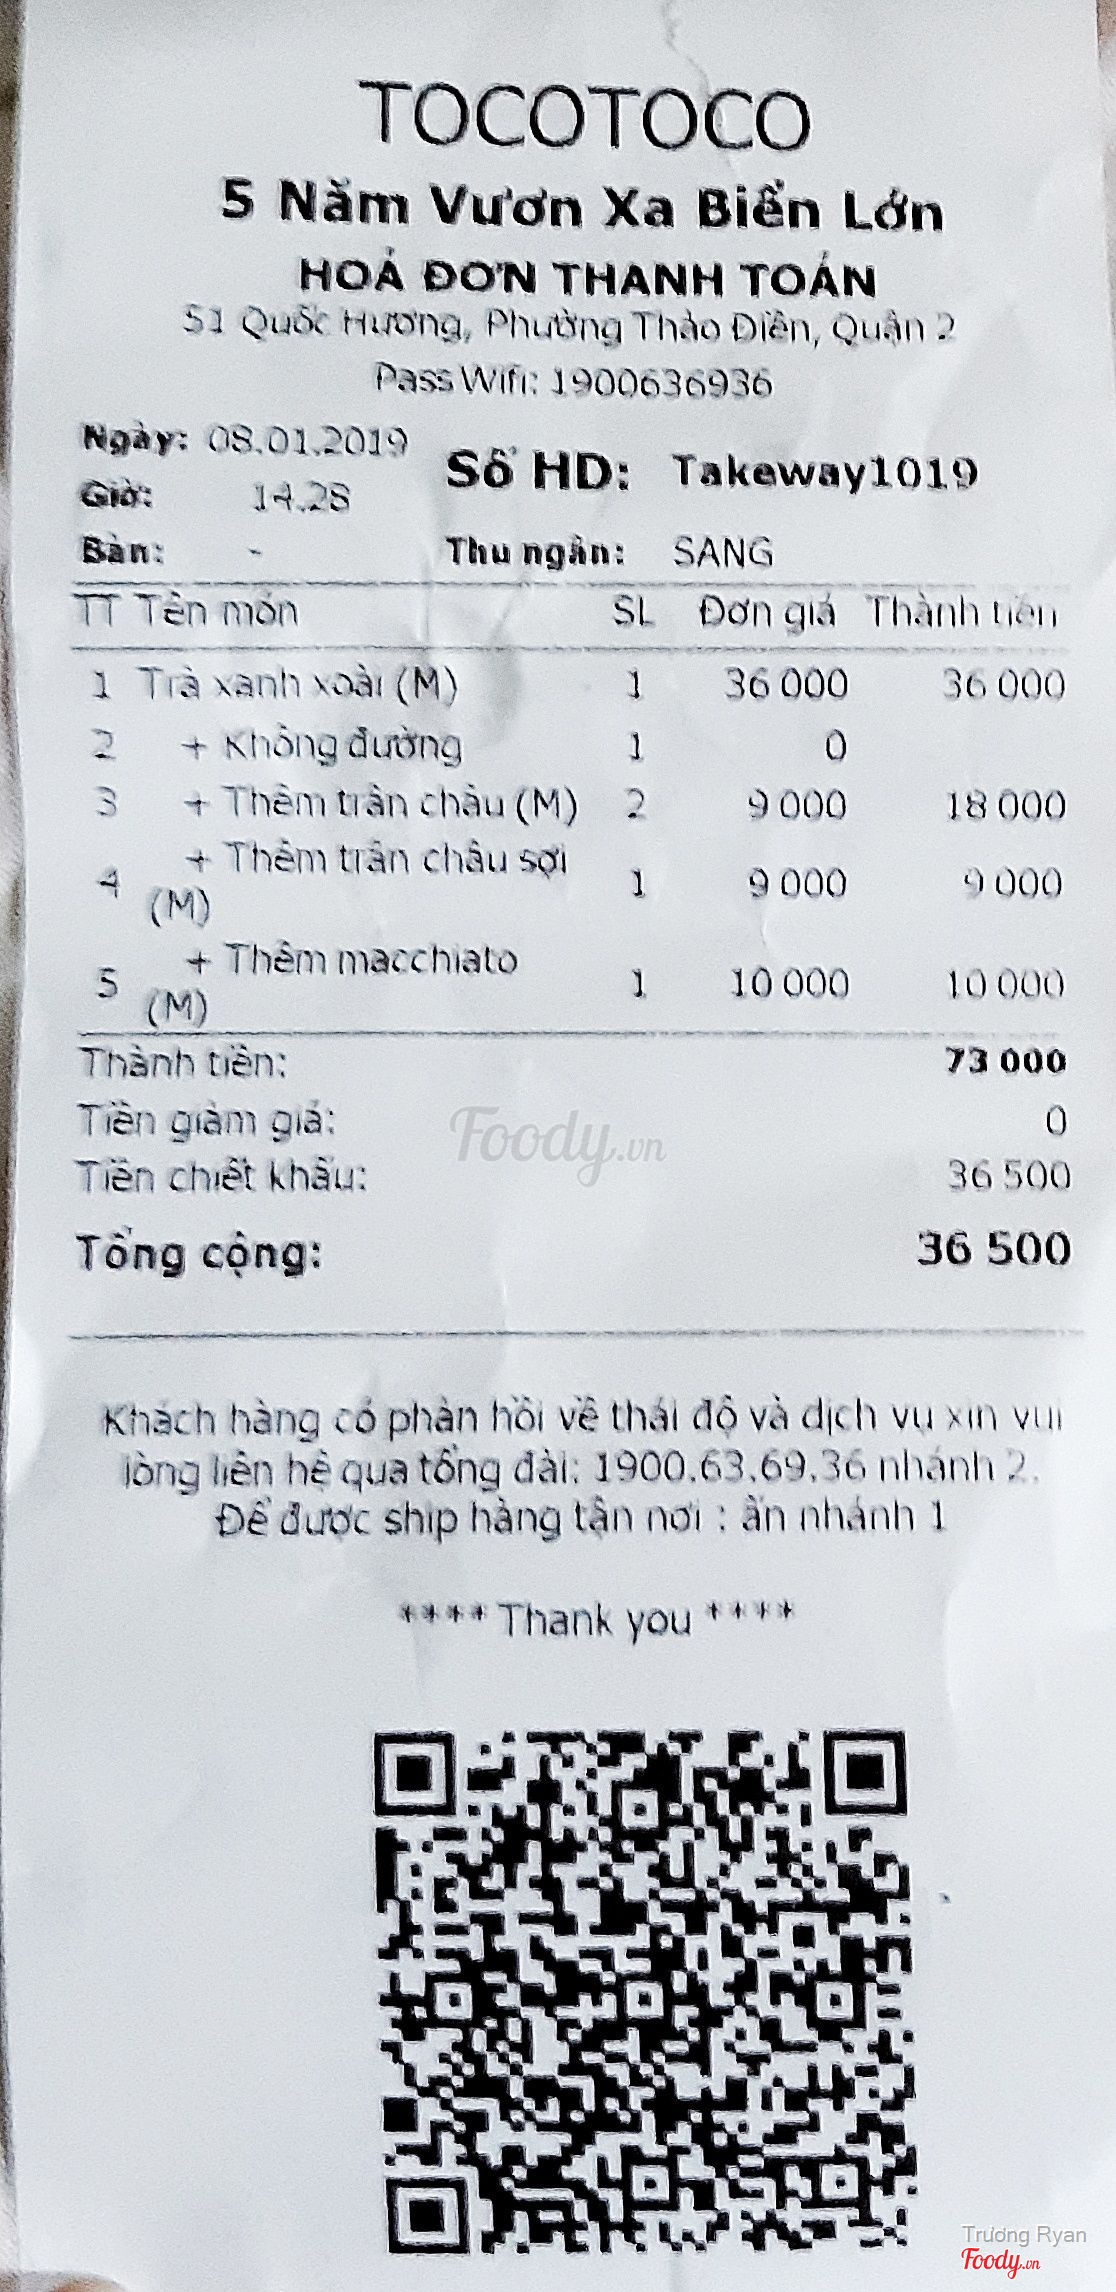 TOCOTOCO
5 Năm Vươn Xa Biển Lớn
HOÁ ĐƠN THANH TOÁN
51 Quốc Hương, Phường Thảo Điền, Quận 2
Pass Wifi: 1900636936
Ngày: 08.01.2019
Số HD: Takeway1019
Giờ: 14.28
Bàn: - Thu ngân: SANG
TT Tên món SL Đơn giá Thành tiền
1 Trà xanh xoài (M) 1 36 000 36 000
2 + Không đường 1 0
3 + Thêm trân châu (M) 2 9 000 18 000
4 + Thêm trân châu sợi (M) 1 9 000 9 000
5 + Thêm macchiato (M) 1 10 000 10 000
Thành tiền: 73 000
Tiền giảm giá: 0
Tiền chiết khấu: 36 500
Tổng cộng: 36 500
Foody.vn
Khách hàng có phản hồi về thái độ và dịch vụ xin vui
lòng liên hệ qua tổng đài: 1900.63.69.36 nhánh 2.
Để được ship hàng tận nơi : ấn nhánh 1
**** Thank you ****
Trương Ryan
Foody.vn